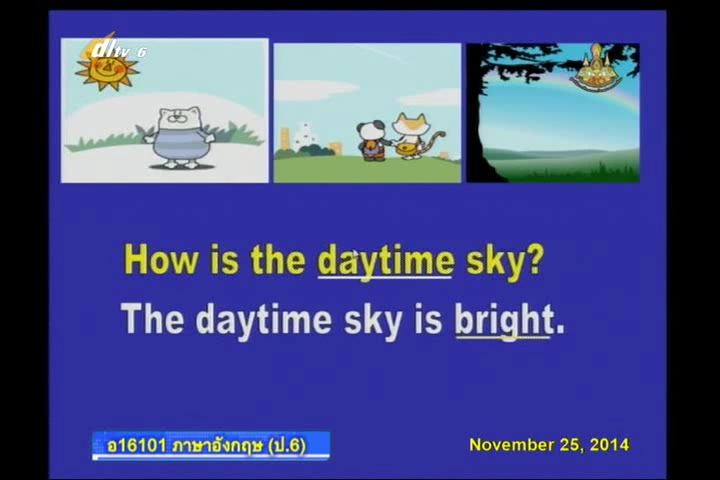 dltv 6
How is the daytime sky?
The daytime sky is bright.
อ16101 ภาษาอังกฤษ (ป.6)
November 25, 2014